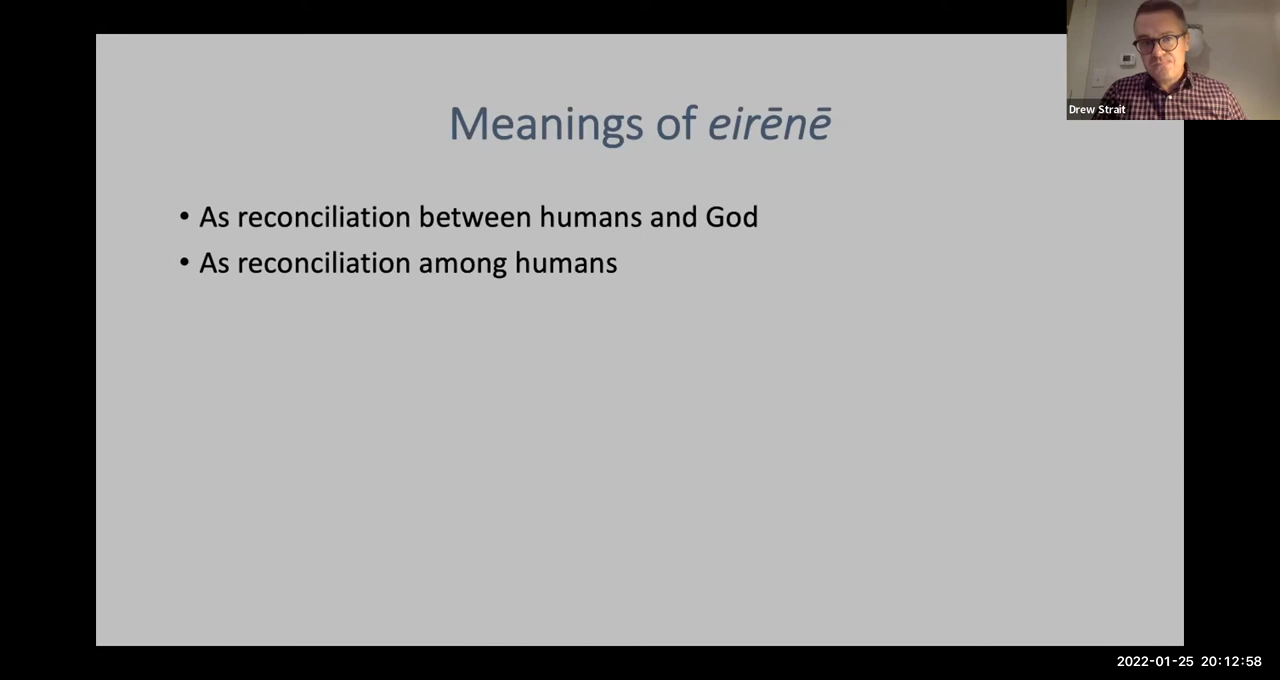 Meanings of eirēnē
• As reconciliation between humans and God
• As reconciliation among humans
Drew Strait
2022-01-25 20:12:58